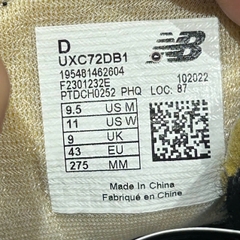 D
UXC72DB1
195481462604
F2301232E 102022
PTDCH0252 PHQ LOC: 87
9.5 US M
11 US W
9 UK
43 EU
275 MM
Made In China
Fabriqué en Chine